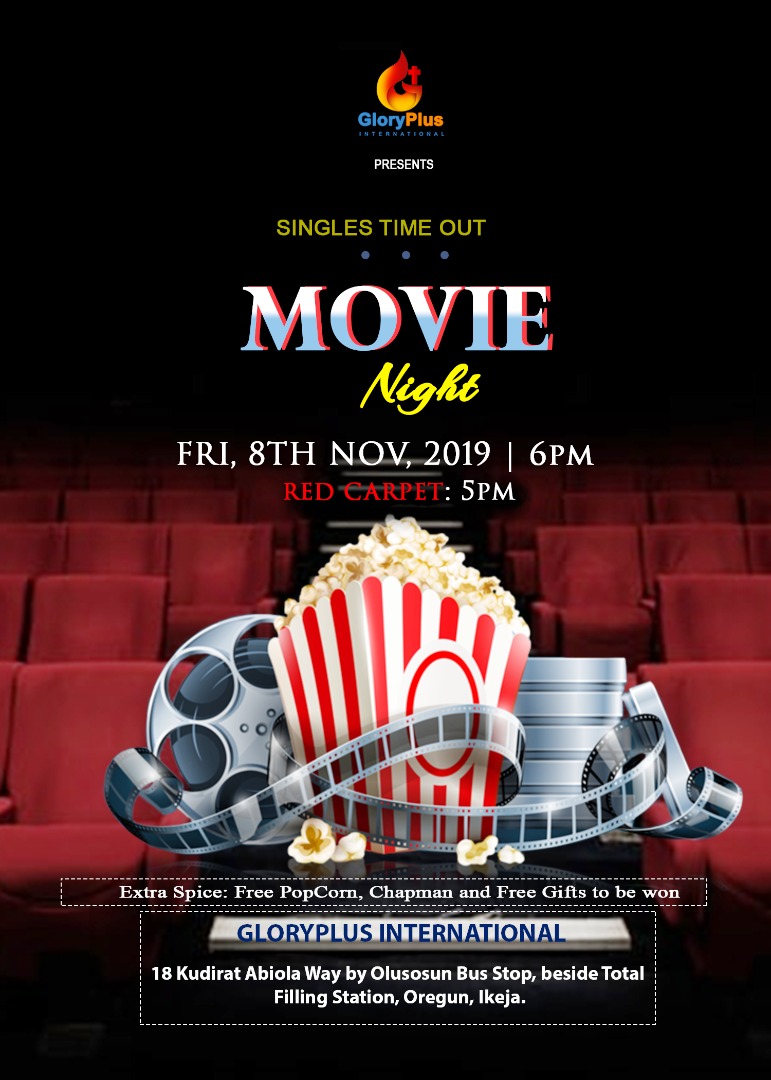 GloryPlus
INTERNATIONAL
PRESENTS
SINGLES TIME OUT
MOVIE
Night
FRI, 8TH NOV, 2019 | 6PM
RED CARPET: 5PM
Extra Spice: Free PopCorn, Chapman and Free Gifts to be won
GLORYPLUS INTERNATIONAL
18 Kudirat Abiola Way by Olusosun Bus Stop, beside Total
Filling Station, Oregun, Ikeja.